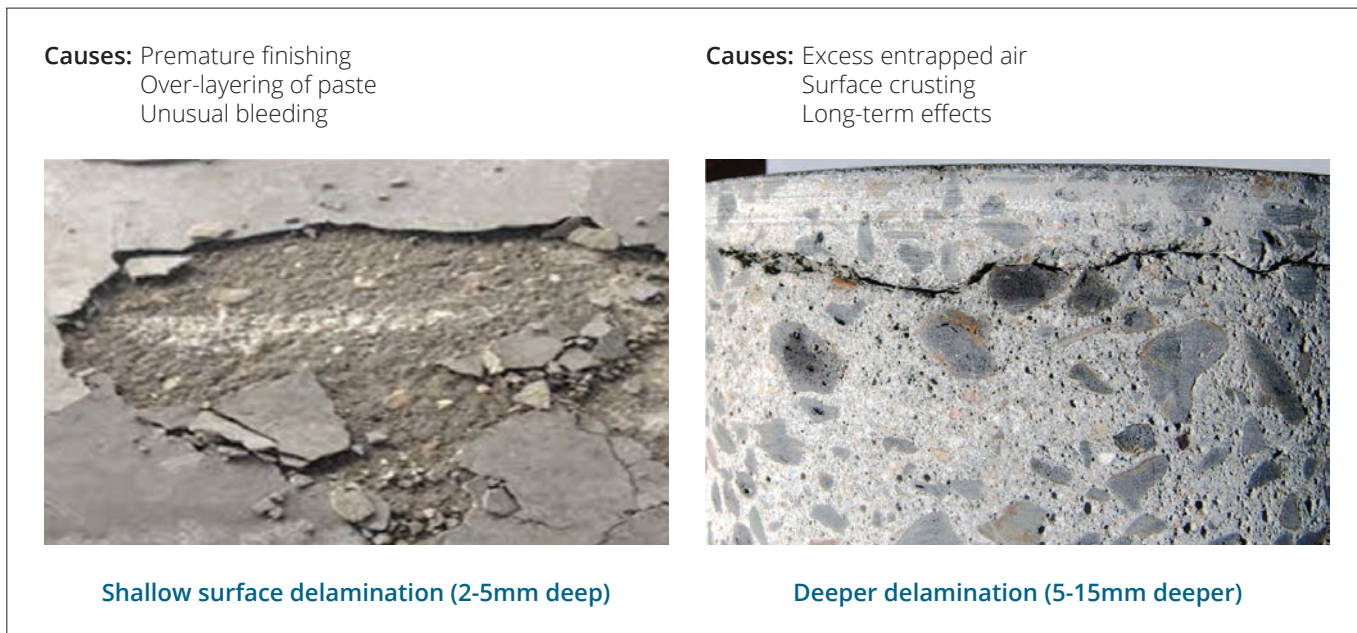 Causes: Premature finishing
Over-layering of paste
Unusual bleeding
Causes: Excess entrapped air
Surface crusting
Long-term effects
Shallow surface delamination (2-5mm deep)
Deeper delamination (5-15mm deeper)